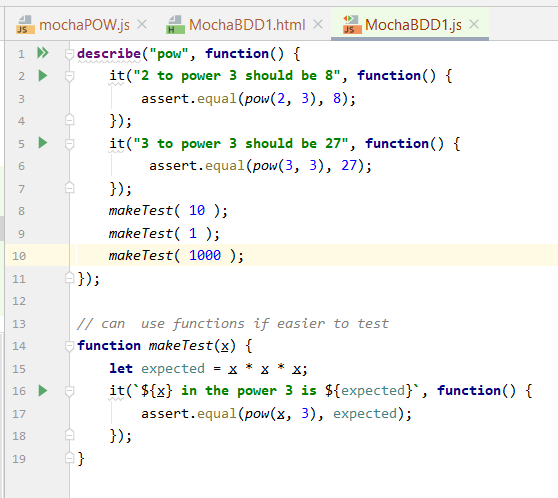 mochaPOW.js MochaBDD1.html MochaBDD1.js
1 describe("pow", function() {
2 it("2 to power 3 should be 8", function() {
3 assert.equal(pow(2, 3), 8);
4 });
5 it("3 to power 3 should be 27", function() {
6 assert.equal(pow(3, 3), 27);
7 });
8 makeTest( 10 );
9 makeTest( 1 );
10 makeTest( 1000 );
11 });
12
13 // can  use functions if easier to test
14 function makeTest(x) {
15 let expected = x * x * x;
16 it(`${x} in the power 3 is ${expected}`, function() {
17 assert.equal(pow(x, 3), expected);
18 });
19 }